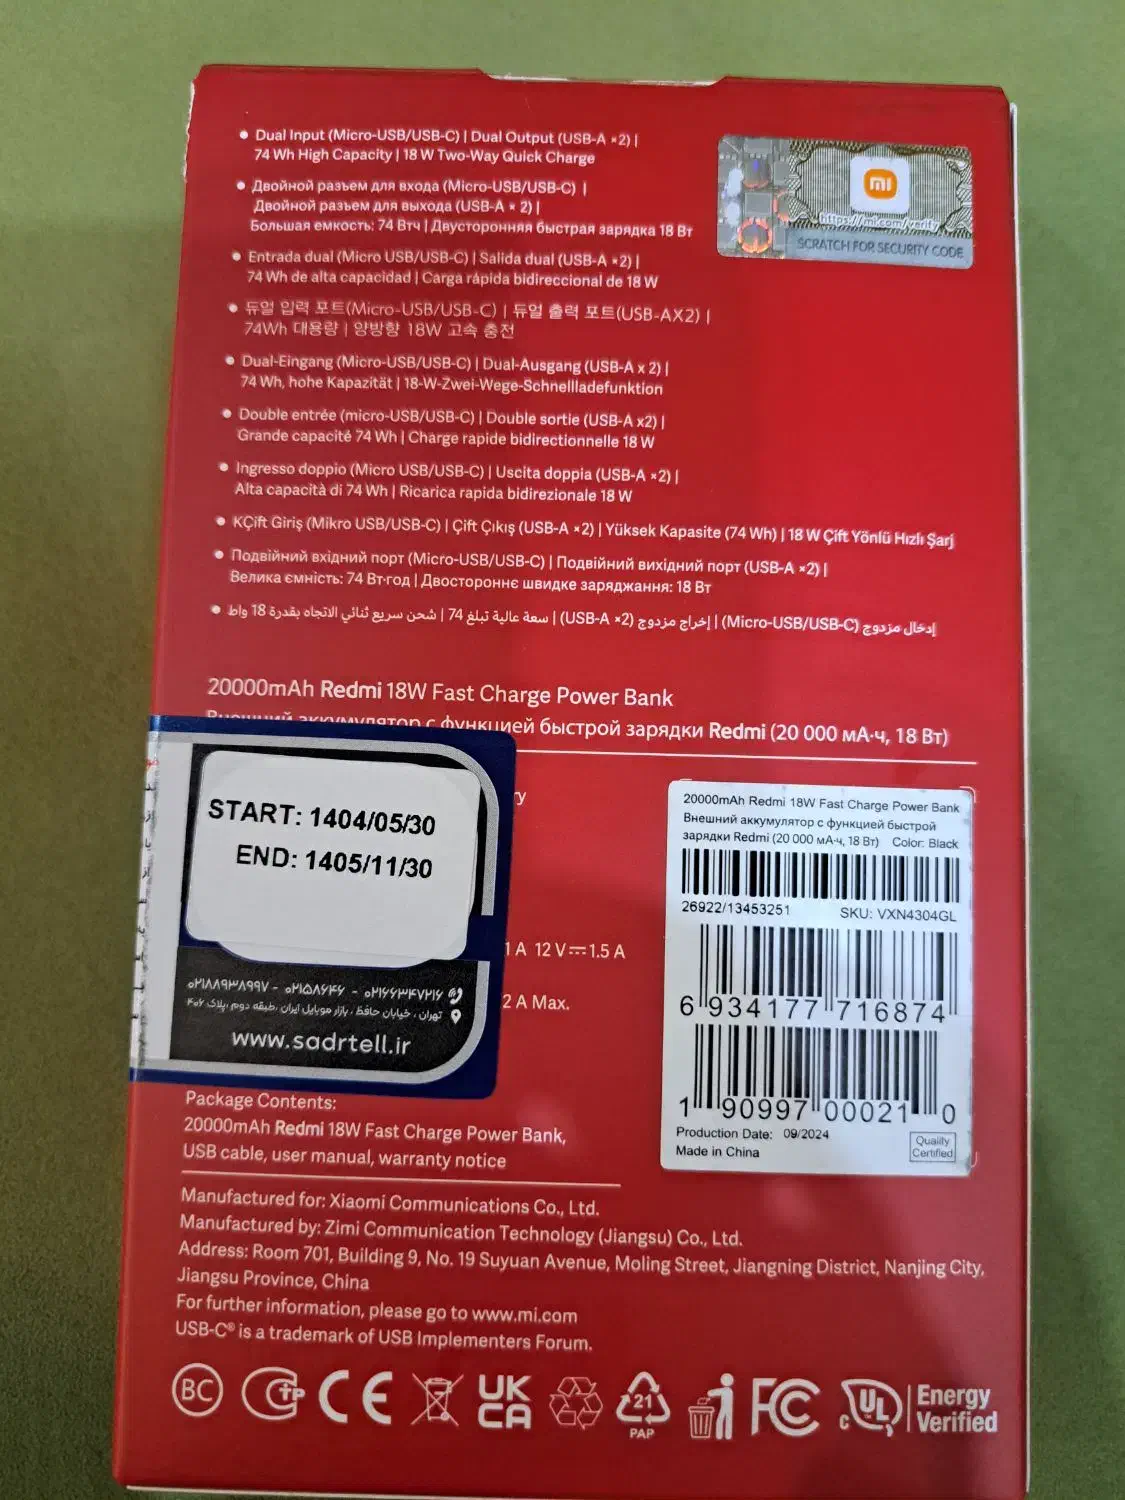 • Dual Input (Micro-USB/USB-C) | Dual Output (USB-A ×2) |
74 Wh High Capacity | 18 W Two-Way Quick Charge
• Двойной разъем для входа (Micro-USB/USB-C) |
Двойной разъем для выхода (USB-A × 2) |
Большая емкость: 74 Втч | Двусторонняя быстрая зарядка 18 Вт
• Entrada dual (Micro USB/USB-C) | Salida dual (USB-A ×2) |
74 Wh de alta capacidad | Carga rápida bidireccional de 18 W
• 듀얼 입력 포트(Micro-USB/USB-C) | 듀얼 출력 포트(USB-AX2) |
74Wh 대용량 | 양방향 18W 고속 충전
• Dual-Eingang (Micro-USB/USB-C) | Dual-Ausgang (USB-A x 2) |
74 Wh, hohe Kapazität | 18-W-Zwei-Wege-Schnellladefunktion
• Double entrée (micro-USB/USB-C) | Double sortie (USB-A x2) |
Grande capacité 74 Wh | Charge rapide bidirectionnelle 18 W
• Ingresso doppio (Micro USB/USB-C) | Uscita doppia (USB-A ×2) |
Alta capacità di 74 Wh | Ricarica rapida bidirezionale 18 W
• KÇift Giriş (Mikro USB/USB-C) | Çift Çıkış (USB-A ×2) | Yüksek Kapasite (74 Wh) | 18 W Çift Yönlü Hızlı Şarj
• Подвійний вхідний порт (Micro-USB/USB-C) | Подвійний вихідний порт (USB-A ×2) |
Велика ємність: 74 Вт·год | Двостороннє швидке заряджання: 18 Вт
• إدخال مزدوج (Micro-USB/USB-C) | إخراج مزدوج (USB-A ×2) | سعة عالية تبلغ 74 | شحن سريع ثنائي الاتجاه بقدرة 18 واط
mi
https://mi.com/verify
SCRATCH FOR SECURITY CODE
20000mAh Redmi 18W Fast Charge Power Bank
Внешний аккумулятор с функцией быстрой зарядки Redmi (20 000 мА·ч, 18 Вт)
START: 1404/05/30
END: 1405/11/30
۰۲۱۶۶۳۴۷۲۱۶ - ۰۲۱۵۸۶۴۶ - ۰۲۱۸۸۹۳۸۹۹۷
تهران، خیابان حافظ، بازار موبایل ایران، طبقه دوم، پلاک ۴۰۶
www.sadrtell.ir
ry
1 A 12 V⎓1.5 A
2 A Max.
20000mAh Redmi 18W Fast Charge Power Bank
Внешний аккумулятор с функцией быстрой
зарядки Redmi (20 000 мА·ч, 18 Вт) Color: Black
26922/13453251 SKU: VXN4304GL
6 934177 716874
1 90997 00021 0
Production Date: 09/2024
Made in China
Quality
Certified
Package Contents:
20000mAh Redmi 18W Fast Charge Power Bank,
USB cable, user manual, warranty notice
Manufactured for: Xiaomi Communications Co., Ltd.
Manufactured by: Zimi Communication Technology (Jiangsu) Co., Ltd.
Address: Room 701, Building 9, No. 19 Suyuan Avenue, Moling Street, Jiangning District, Nanjing City,
Jiangsu Province, China
For further information, please go to www.mi.com
USB-C® is a trademark of USB Implementers Forum.
BC
CE
UK
CA
21
PAP
FC
c UL
Energy
Verified